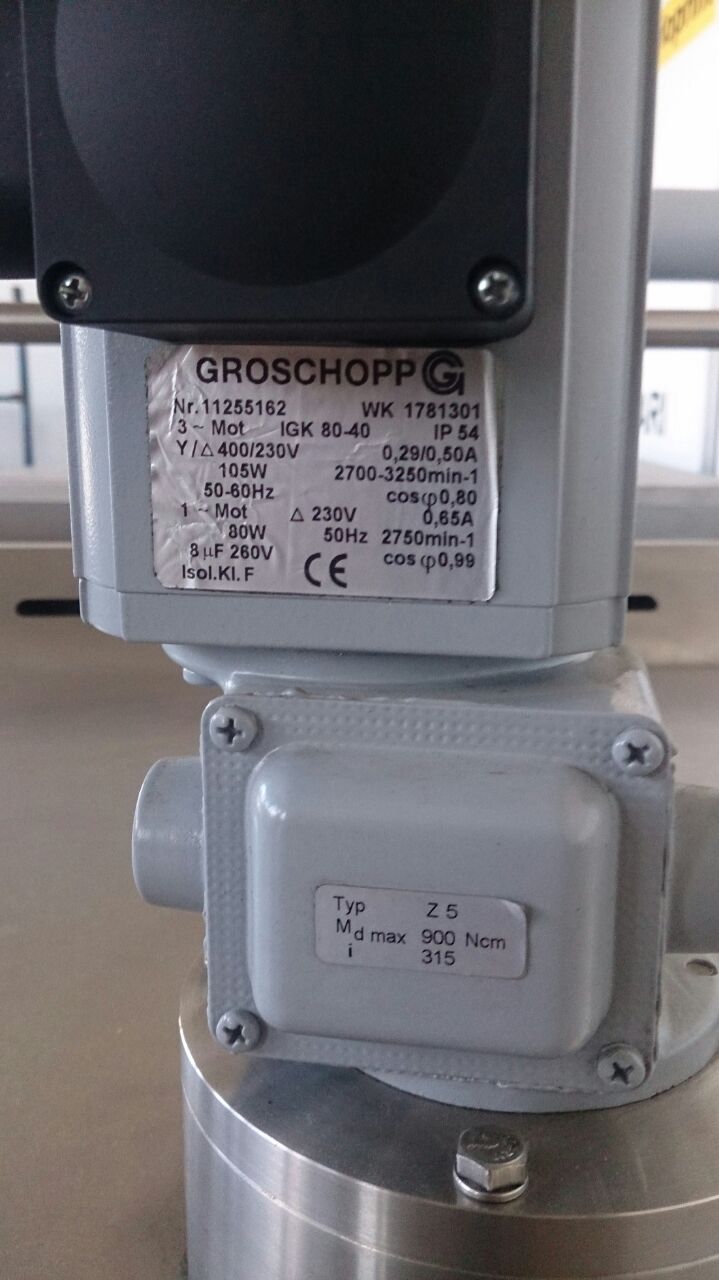 GROSCHOPP
Nr. 11255162 WK 1781301
3 ~ Mot IGK 80-40 IP 54
Y/△ 400/230V 0,29/0,50A
105W 2700-3250min-1
50-60Hz cosφ0,80
1 ~ Mot △ 230V 0,65A
80W 50Hz 2750min-1
8 µF 260V cosφ0,99
Isol.Kl. F CE
Typ Z 5
Md max 900 Ncm
i 315